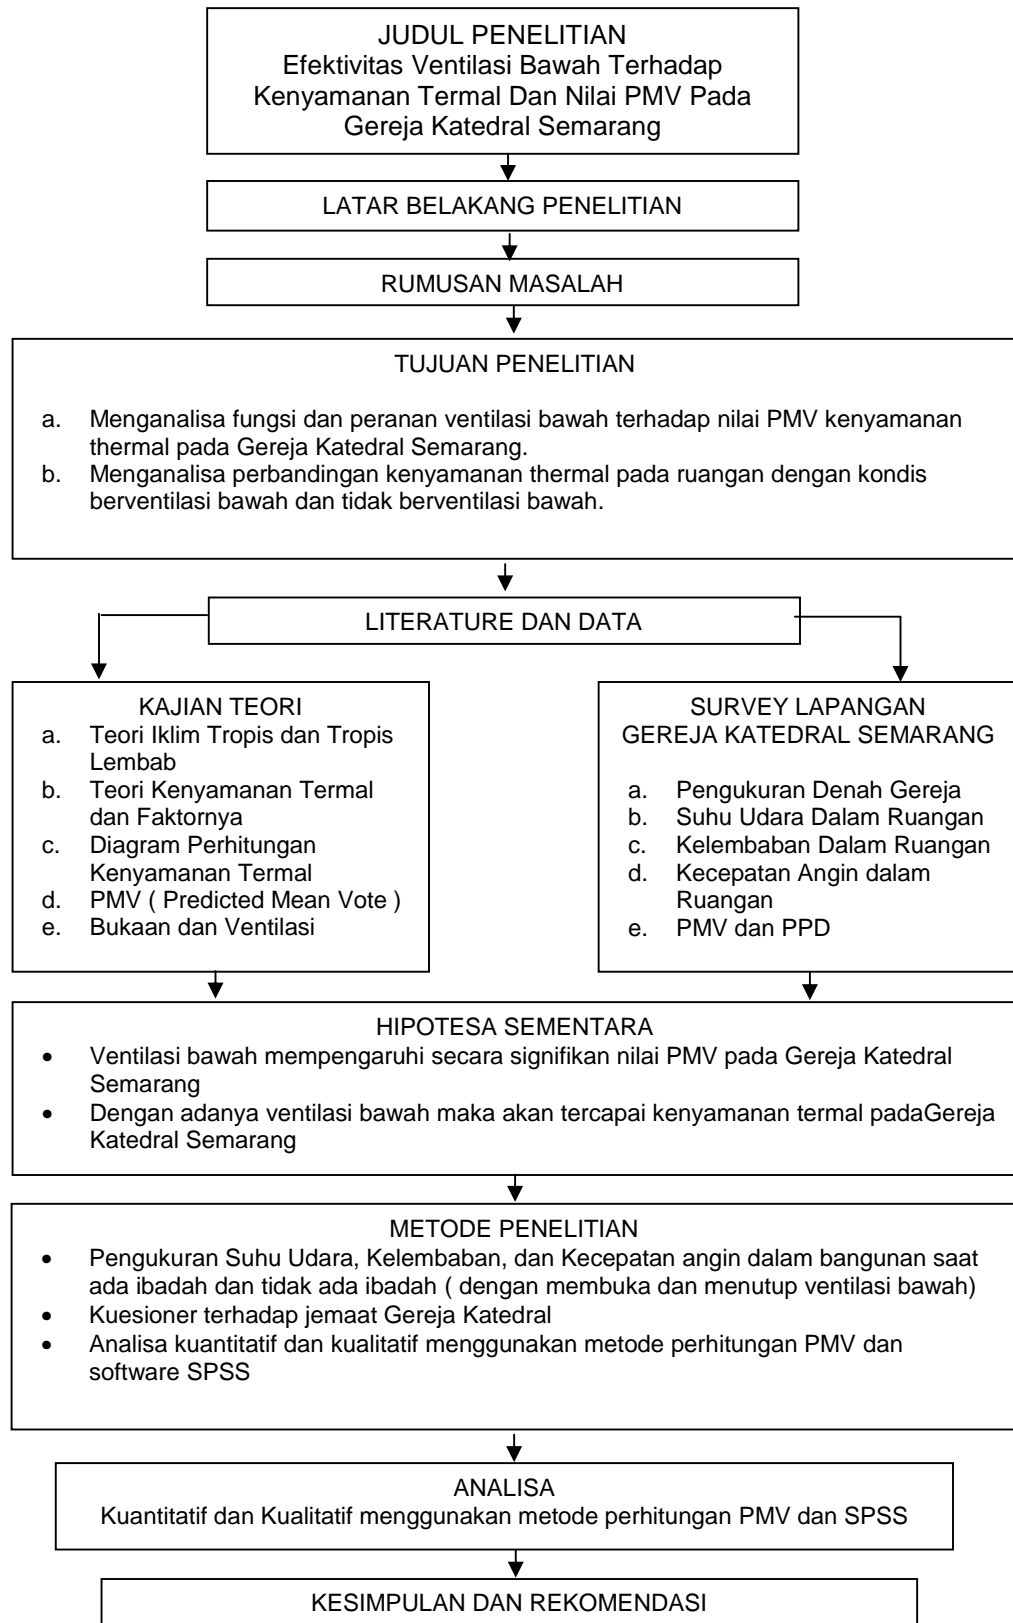 JUDUL PENELITIAN
Efektivitas Ventilasi Bawah Terhadap
Kenyamanan Termal Dan Nilai PMV Pada
Gereja Katedral Semarang
LATAR BELAKANG PENELITIAN
RUMUSAN MASALAH
TUJUAN PENELITIAN
a. Menganalisa fungsi dan peranan ventilasi bawah terhadap nilai PMV kenyamanan
thermal pada Gereja Katedral Semarang.
b. Menganalisa perbandingan kenyamanan thermal pada ruangan dengan kondis
berventilasi bawah dan tidak berventilasi bawah.
LITERATURE DAN DATA
KAJIAN TEORI
a. Teori Iklim Tropis dan Tropis
Lembab
b. Teori Kenyamanan Termal
dan Faktornya
c. Diagram Perhitungan
Kenyamanan Termal
d. PMV ( Predicted Mean Vote )
e. Bukaan dan Ventilasi
SURVEY LAPANGAN
GEREJA KATEDRAL SEMARANG
a. Pengukuran Denah Gereja
b. Suhu Udara Dalam Ruangan
c. Kelembaban Dalam Ruangan
d. Kecepatan Angin dalam
Ruangan
e. PMV dan PPD
HIPOTESA SEMENTARA
• Ventilasi bawah mempengaruhi secara signifikan nilai PMV pada Gereja Katedral
Semarang
• Dengan adanya ventilasi bawah maka akan tercapai kenyamanan termal padaGereja
Katedral Semarang
METODE PENELITIAN
• Pengukuran Suhu Udara, Kelembaban, dan Kecepatan angin dalam bangunan saat
ada ibadah dan tidak ada ibadah ( dengan membuka dan menutup ventilasi bawah)
• Kuesioner terhadap jemaat Gereja Katedral
• Analisa kuantitatif dan kualitatif menggunakan metode perhitungan PMV dan
software SPSS
ANALISA
Kuantitatif dan Kualitatif menggunakan metode perhitungan PMV dan SPSS
KESIMPULAN DAN REKOMENDASI